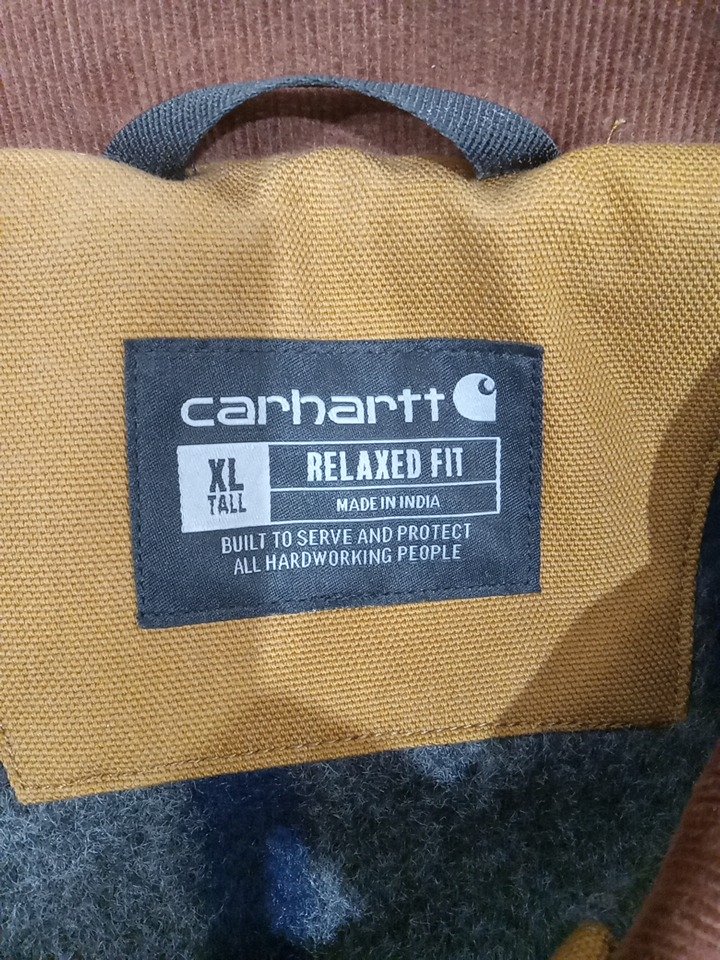 carhartt
XL
TALL
RELAXED FIT
MADE IN INDIA
BUILT TO SERVE AND PROTECT
ALL HARDWORKING PEOPLE